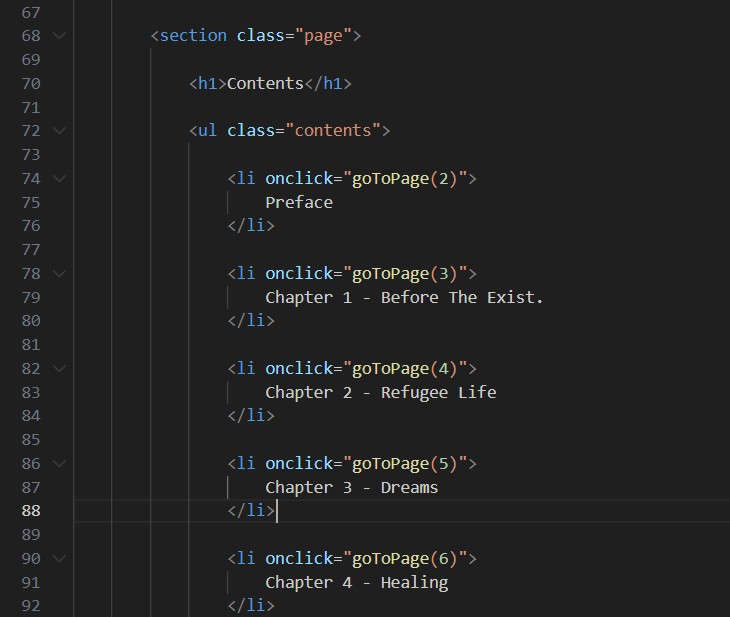 67
68 <section class="page">
69
70 <h1>Contents</h1>
71
72 <ul class="contents">
73
74 <li onclick="goToPage(2)">
75 Preface
76 </li>
77
78 <li onclick="goToPage(3)">
79 Chapter 1 - Before The Exist.
80 </li>
81
82 <li onclick="goToPage(4)">
83 Chapter 2 - Refugee Life
84 </li>
85
86 <li onclick="goToPage(5)">
87 Chapter 3 - Dreams
88 </li>
89
90 <li onclick="goToPage(6)">
91 Chapter 4 - Healing
92 </li>